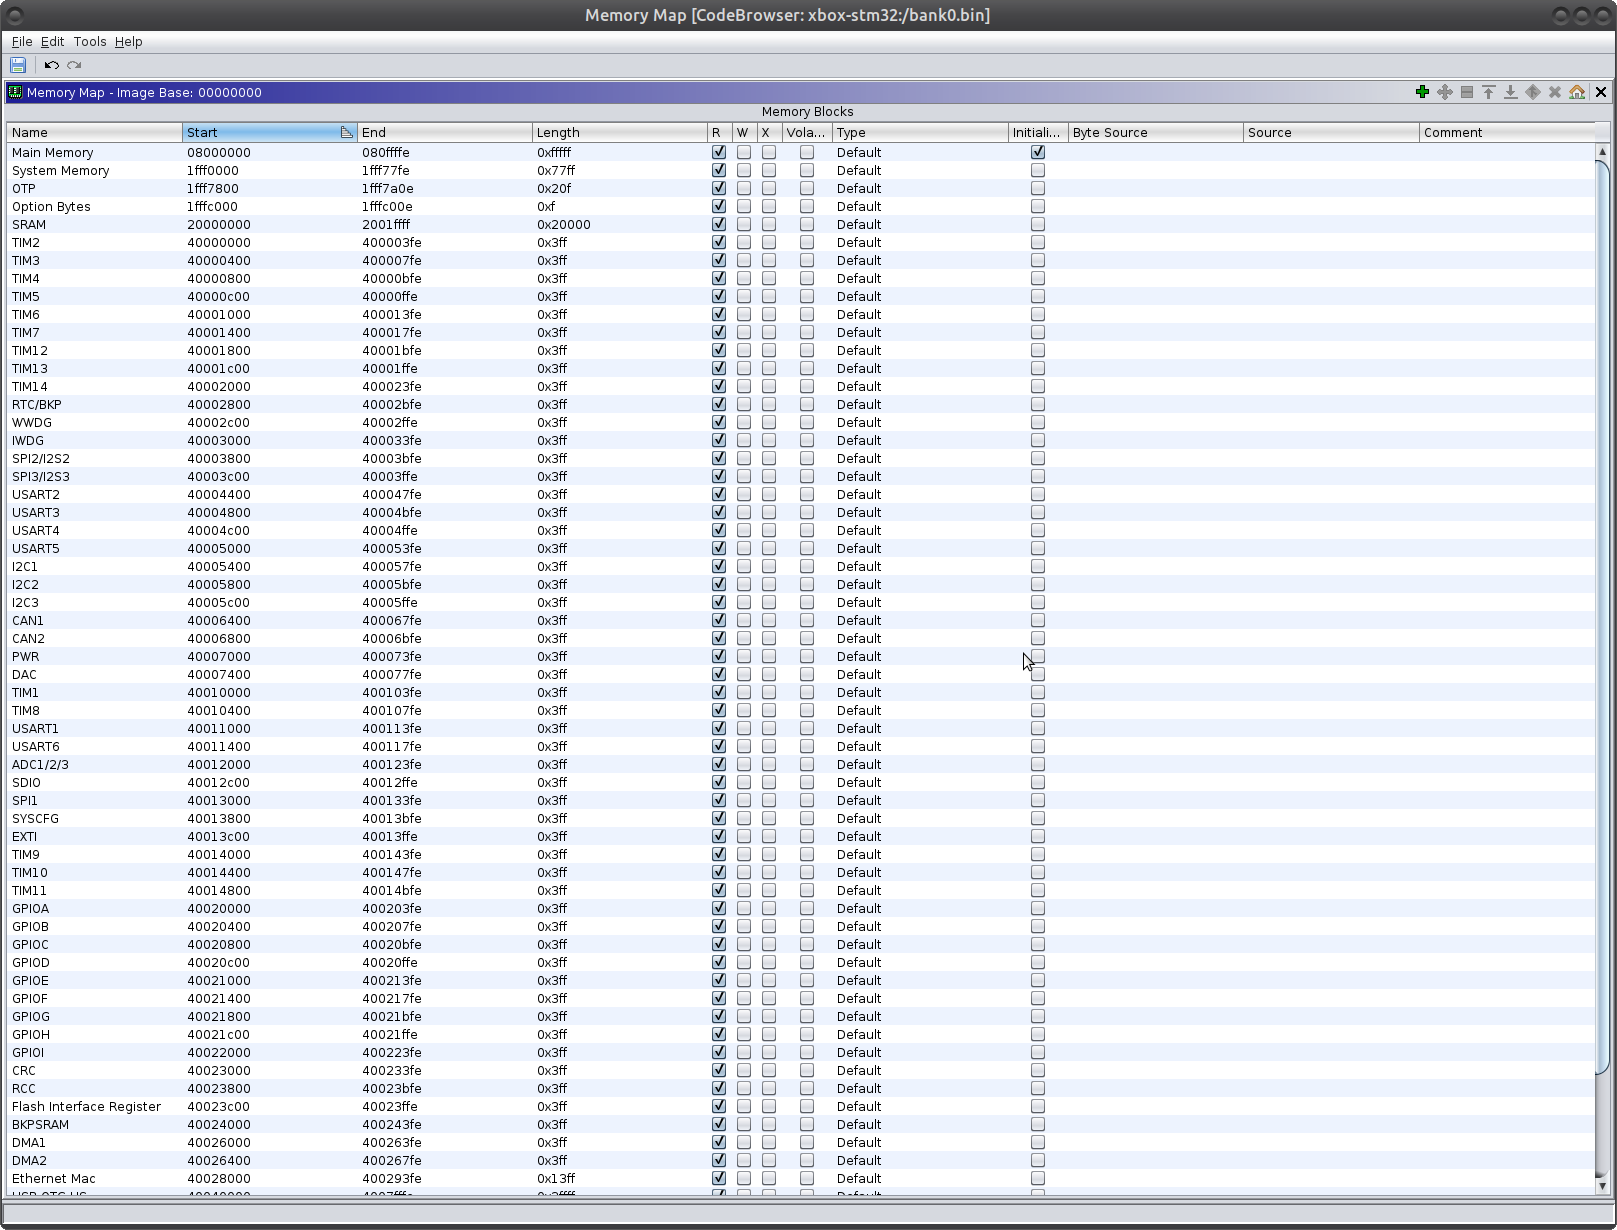 Memory Map [CodeBrowser: xbox-stm32:/bank0.bin]
File Edit Tools Help
Memory Map - Image Base: 00000000
Memory Blocks
Name Start End Length R W X Vola... Type Initiali... Byte Source Source Comment
Main Memory 08000000 080ffffe 0xfffff Default
System Memory 1fff0000 1fff77fe 0x77ff Default
OTP 1fff7800 1fff7a0e 0x20f Default
Option Bytes 1fffc000 1fffc00e 0xf Default
SRAM 20000000 2001ffff 0x20000 Default
TIM2 40000000 400003fe 0x3ff Default
TIM3 40000400 400007fe 0x3ff Default
TIM4 40000800 40000bfe 0x3ff Default
TIM5 40000c00 40000ffe 0x3ff Default
TIM6 40001000 400013fe 0x3ff Default
TIM7 40001400 400017fe 0x3ff Default
TIM12 40001800 40001bfe 0x3ff Default
TIM13 40001c00 40001ffe 0x3ff Default
TIM14 40002000 400023fe 0x3ff Default
RTC/BKP 40002800 40002bfe 0x3ff Default
WWDG 40002c00 40002ffe 0x3ff Default
IWDG 40003000 400033fe 0x3ff Default
SPI2/I2S2 40003800 40003bfe 0x3ff Default
SPI3/I2S3 40003c00 40003ffe 0x3ff Default
USART2 40004400 400047fe 0x3ff Default
USART3 40004800 40004bfe 0x3ff Default
USART4 40004c00 40004ffe 0x3ff Default
USART5 40005000 400053fe 0x3ff Default
I2C1 40005400 400057fe 0x3ff Default
I2C2 40005800 40005bfe 0x3ff Default
I2C3 40005c00 40005ffe 0x3ff Default
CAN1 40006400 400067fe 0x3ff Default
CAN2 40006800 40006bfe 0x3ff Default
PWR 40007000 400073fe 0x3ff Default
DAC 40007400 400077fe 0x3ff Default
TIM1 40010000 400103fe 0x3ff Default
TIM8 40010400 400107fe 0x3ff Default
USART1 40011000 400113fe 0x3ff Default
USART6 40011400 400117fe 0x3ff Default
ADC1/2/3 40012000 400123fe 0x3ff Default
SDIO 40012c00 40012ffe 0x3ff Default
SPI1 40013000 400133fe 0x3ff Default
SYSCFG 40013800 40013bfe 0x3ff Default
EXTI 40013c00 40013ffe 0x3ff Default
TIM9 40014000 400143fe 0x3ff Default
TIM10 40014400 400147fe 0x3ff Default
TIM11 40014800 40014bfe 0x3ff Default
GPIOA 40020000 400203fe 0x3ff Default
GPIOB 40020400 400207fe 0x3ff Default
GPIOC 40020800 40020bfe 0x3ff Default
GPIOD 40020c00 40020ffe 0x3ff Default
GPIOE 40021000 400213fe 0x3ff Default
GPIOF 40021400 400217fe 0x3ff Default
GPIOG 40021800 40021bfe 0x3ff Default
GPIOH 40021c00 40021ffe 0x3ff Default
GPIOI 40022000 400223fe 0x3ff Default
CRC 40023000 400233fe 0x3ff Default
RCC 40023800 40023bfe 0x3ff Default
Flash Interface Register 40023c00 40023ffe 0x3ff Default
BKPSRAM 40024000 400243fe 0x3ff Default
DMA1 40026000 400263fe 0x3ff Default
DMA2 40026400 400267fe 0x3ff Default
Ethernet Mac 40028000 400293fe 0x13ff Default